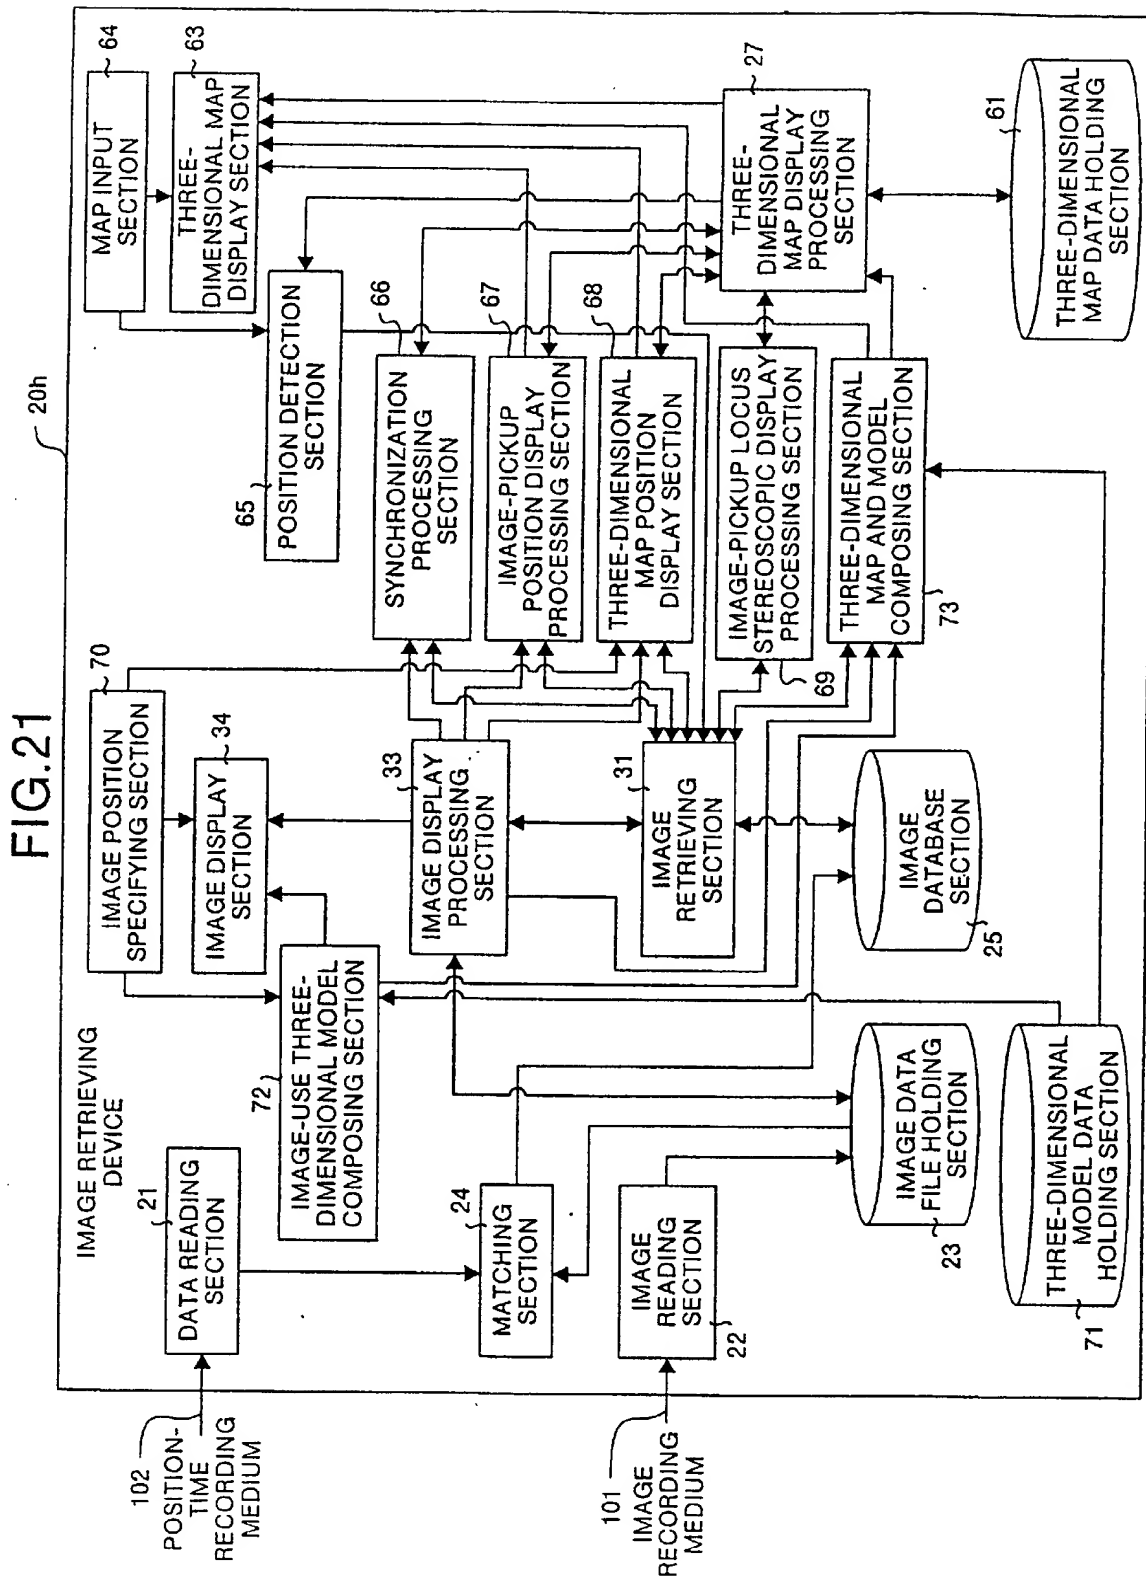 FIG.21
20h
IMAGE RETRIEVING
DEVICE
102
POSITION-
TIME
RECORDING
MEDIUM
101
IMAGE
RECORDING
MEDIUM
21
DATA READING
SECTION
24
MATCHING
SECTION
IMAGE
READING
SECTION
22
72
IMAGE-USE THREE-
DIMENSIONAL MODEL
COMPOSING SECTION
IMAGE DATA
FILE HOLDING
SECTION
23
THREE-DIMENSIONAL
MODEL DATA
HOLDING SECTION
71
70
IMAGE POSITION
SPECIFYING SECTION
34
IMAGE DISPLAY
SECTION
33
IMAGE DISPLAY
PROCESSING
SECTION
31
IMAGE
RETRIEVING
SECTION
IMAGE
DATABASE
SECTION
25
65
POSITION DETECTION
SECTION
66
SYNCHRONIZATION
PROCESSING
SECTION
67
IMAGE-PICKUP
POSITION DISPLAY
PROCESSING SECTION
68
THREE-DIMENSIONAL
MAP POSITION
DISPLAY SECTION
IMAGE-PICKUP LOCUS
STEREOSCOPIC DISPLAY
PROCESSING SECTION
69
THREE-DIMENSIONAL
MAP AND MODEL
COMPOSING SECTION
73
64
MAP INPUT
SECTION
63
THREE-
DIMENSIONAL MAP
DISPLAY SECTION
27
THREE-
DIMENSIONAL
MAP DISPLAY
PROCESSING
SECTION
61
THREE-DIMENSIONAL
MAP DATA HOLDING
SECTION